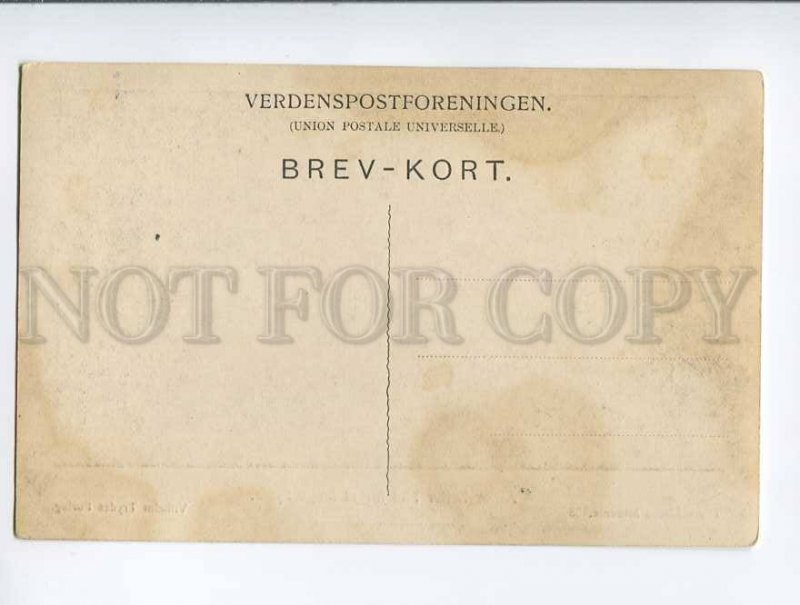 VERDENSPOSTFORENINGEN.
(UNION POSTALE UNIVERSELLE.)
BREV-KORT.
NOT FOR COPY